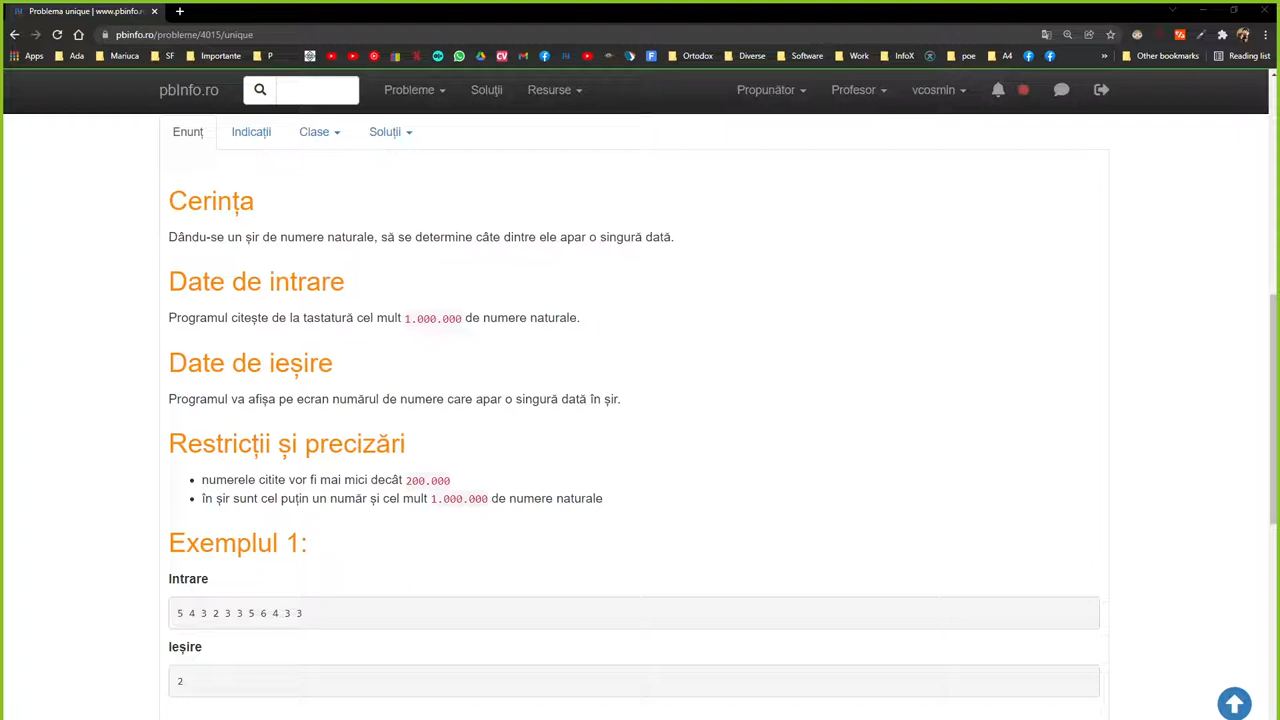 Problema unique | www.pbinfo.ro
pbinfo.ro/probleme/4015/unique
Apps Ada Mariuca SF Importante P Ortodox Diverse Software Work InfoX poe A4 Other bookmarks Reading list
pbInfo.ro Probleme Soluții Resurse Propunător Profesor vcosmin
Enunț Indicații Clase Soluții
Cerința
Dându-se un șir de numere naturale, să se determine câte dintre ele apar o singură dată.
Date de intrare
Programul citește de la tastatură cel mult 1.000.000 de numere naturale.
Date de ieșire
Programul va afișa pe ecran numărul de numere care apar o singură dată în șir.
Restricții și precizări
numerele citite vor fi mai mici decât 200.000
în șir sunt cel puțin un număr și cel mult 1.000.000 de numere naturale
Exemplul 1:
Intrare
5 4 3 2 3 3 5 6 4 3 3
Ieșire
2